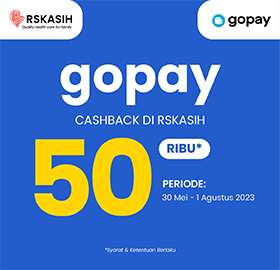 RSKASIH
Quality health care for family
gopay
gopay
CASHBACK DI RSKASIH
50
RIBU*
PERIODE:
30 Mei - 1 Agustus 2023
*Syarat & Ketentuan Berlaku